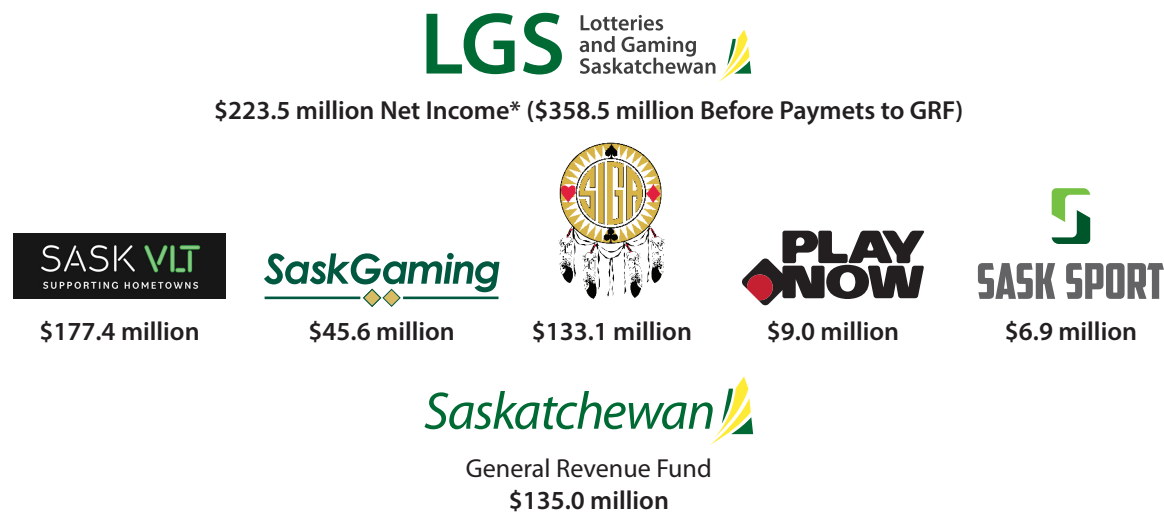 LGS
Lotteries
and Gaming
Saskatchewan
$223.5 million Net Income* ($358.5 million Before Paymets to GRF)
SIGA
SASK VLT
SUPPORTING HOMETOWNS
SaskGaming
PLAY
NOW
SASK SPORT
$177.4 million
$45.6 million
$133.1 million
$9.0 million
$6.9 million
Saskatchewan
General Revenue Fund
$135.0 million